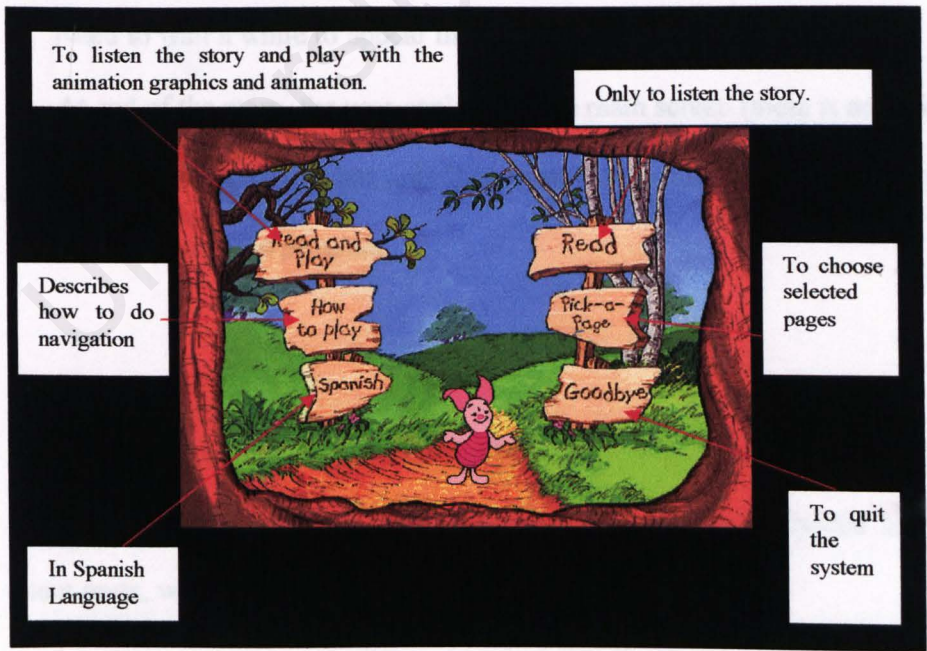 To listen the story and play with the
animation graphics and animation.
Only to listen the story.
Read and
Play
Read
Describes
how to do
navigation
How
to play
Pick-a-
Page
To choose
selected
pages
Spanish
Goodbye
In Spanish
Language
To quit
the
system